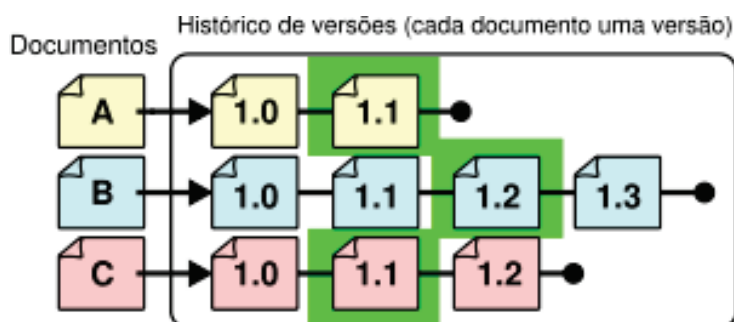 Histórico de versões (cada documento uma versão)
Documentos
A 1.0 1.1
B 1.0 1.1 1.2 1.3
C 1.0 1.1 1.2